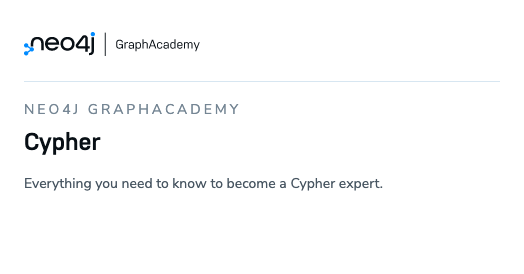 neo4j GraphAcademy
NEO4J GRAPHACADEMY
Cypher
Everything you need to know to become a Cypher expert.